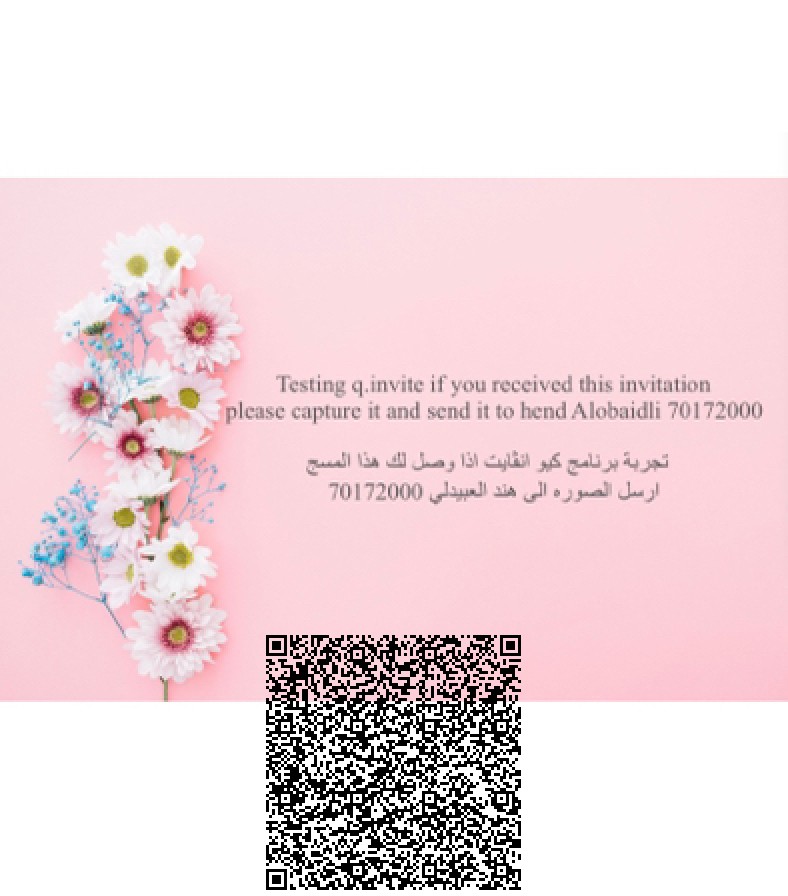 Testing q.invite if you received this invitation
please capture it and send it to hend Alobaidli 70172000
تجربة برنامج كيو انڤايت اذا وصل لك هذا المسج
ارسل الصوره الى هند العبيدلي 70172000